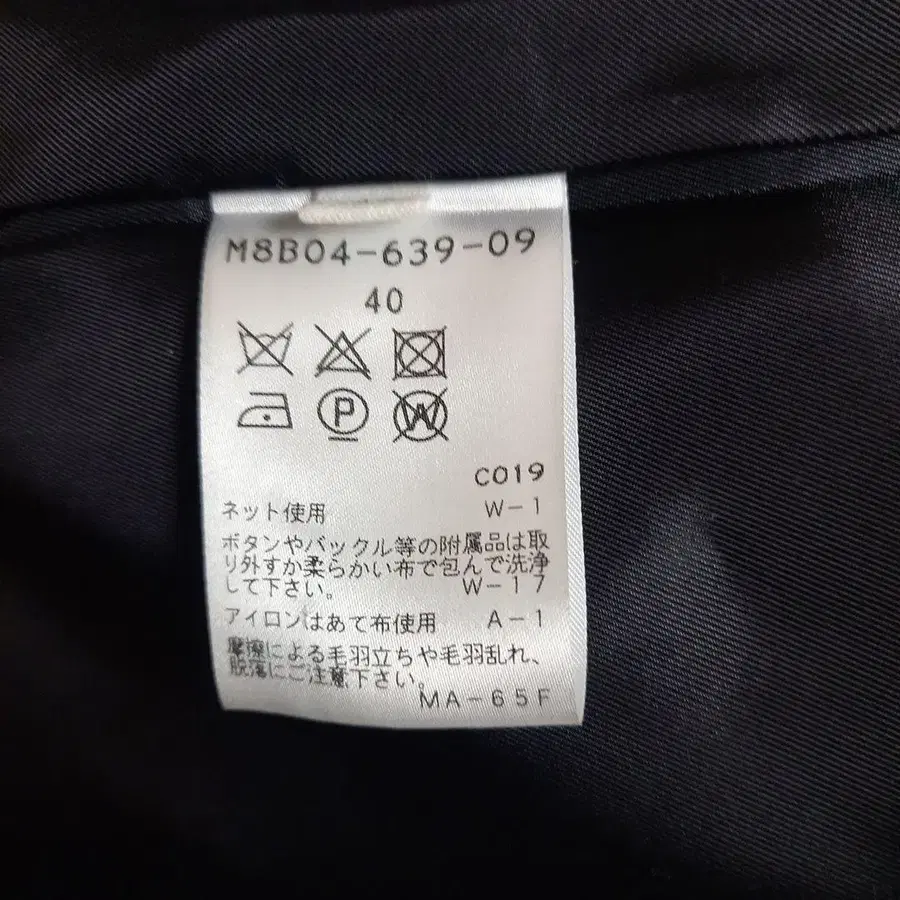 M8B04-639-09
40
P
W
C019
ネット使用 W-1
ボタンやバックル等の附属品は取
り外すか柔らかい布で包んで洗浄
して下さい。 W-17
アイロンはあて布使用 A-1
摩擦による毛羽立ちや毛羽乱れ、
脱落にご注意下さい。
MA-65F